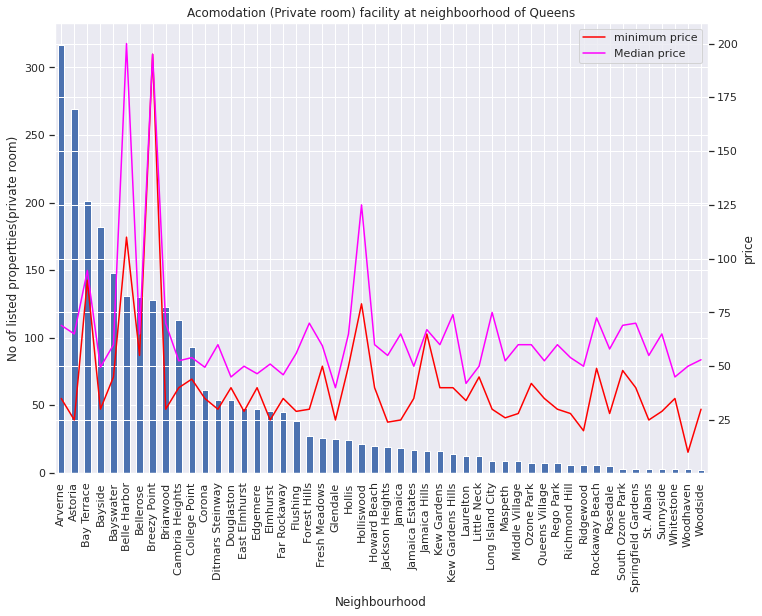 Acomodation (Private room) facility at neighboorhood of Queens
minimum price
Median price
No of listed propertties(private room)
300
250
200
150
100
50
0
200
175
150
125
100
75
50
25
price
Arverne
Astoria
Bay Terrace
Bayside
Bayswater
Belle Harbor
Bellerose
Breezy Point
Briarwood
Cambria Heights
College Point
Corona
Ditmars Steinway
Douglaston
East Elmhurst
Edgemere
Elmhurst
Far Rockaway
Flushing
Forest Hills
Fresh Meadows
Glendale
Hollis
Holliswood
Howard Beach
Jackson Heights
Jamaica
Jamaica Estates
Jamaica Hills
Kew Gardens
Kew Gardens Hills
Laurelton
Little Neck
Long Island City
Maspeth
Middle Village
Ozone Park
Queens Village
Rego Park
Richmond Hill
Ridgewood
Rockaway Beach
Rosedale
South Ozone Park
Springfield Gardens
St. Albans
Sunnyside
Whitestone
Woodhaven
Woodside
Neighbourhood